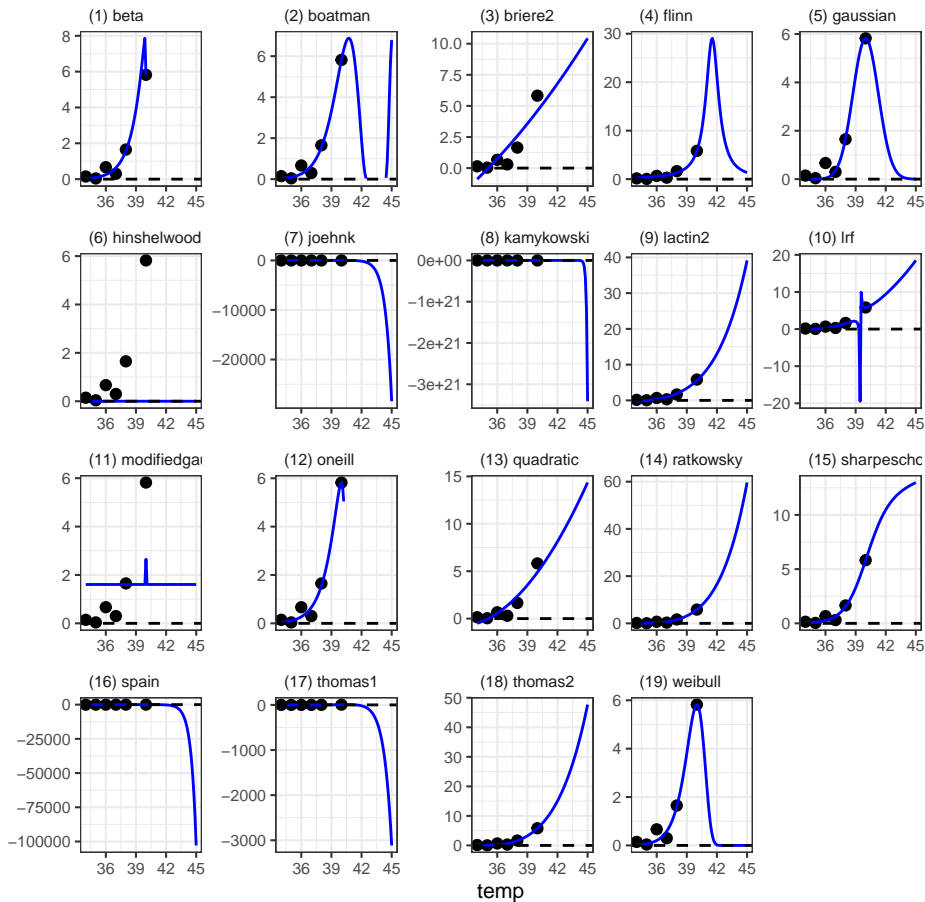 (1) beta
8
6
4
2
0
36 39 42 45
(2) boatman
6
4
2
0
36 39 42 45
(3) briere2
10.0
7.5
5.0
2.5
0.0
36 39 42 45
(4) flinn
30
20
10
0
36 39 42 45
(5) gaussian
6
4
2
0
36 39 42 45
(6) hinshelwood
6
4
2
0
36 39 42 45
(7) joehnk
0
−10000
−20000
36 39 42 45
(8) kamykowski
0e+00
−1e+21
−2e+21
−3e+21
36 39 42 45
(9) lactin2
40
30
20
10
0
36 39 42 45
(10) lrf
20
10
0
−10
−20
36 39 42 45
(11) modifiedgau
6
4
2
0
36 39 42 45
(12) oneill
6
4
2
0
36 39 42 45
(13) quadratic
15
10
5
0
36 39 42 45
(14) ratkowsky
60
40
20
0
36 39 42 45
(15) sharpescho
10
5
0
36 39 42 45
(16) spain
0
−25000
−50000
−75000
−100000
36 39 42 45
(17) thomas1
0
−1000
−2000
−3000
36 39 42 45
(18) thomas2
50
40
30
20
10
0
36 39 42 45
(19) weibull
6
4
2
0
36 39 42 45
temp